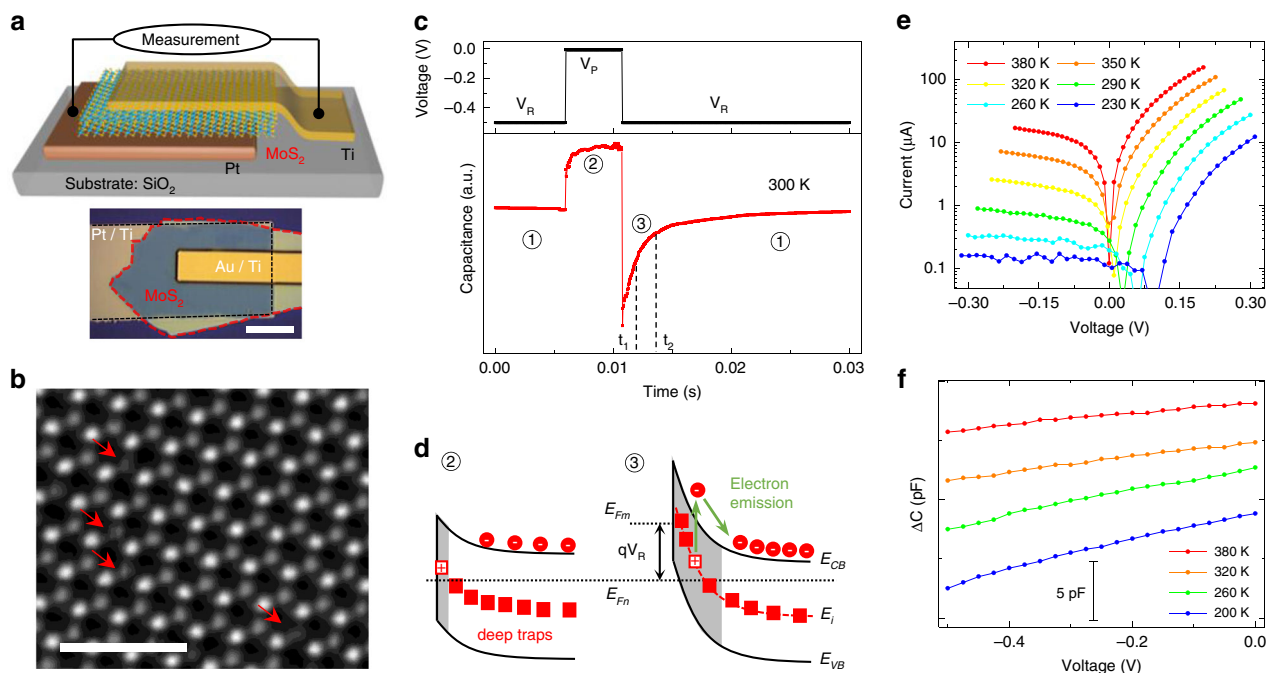 a
Measurement
Pt
MoS2
Ti
Substrate: SiO2
Pt / Ti
Au / Ti
MoS2
b
c
Voltage (V)
0.0
−0.2
−0.4
VR
VP
VR
Capacitance (a.u.)
300 K
①
②
③
①
t1
t2
0.00
0.01
0.02
0.03
Time (s)
d
②
deep traps
EFn
③
Electron
emission
EFm
qVR
ECB
Ei
EVB
e
Current (µA)
100
10
1
0.1
380 K
350 K
320 K
290 K
260 K
230 K
−0.30
−0.15
0.00
0.15
0.30
Voltage (V)
f
ΔC (pF)
5 pF
380 K
320 K
260 K
200 K
−0.4
−0.2
0.0
Voltage (V)